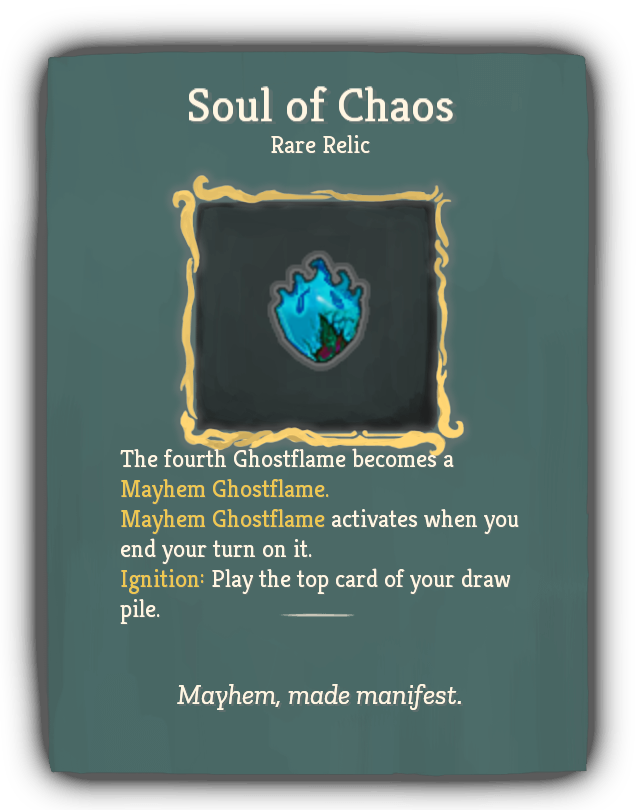 Soul of Chaos
Rare Relic
The fourth Ghostflame becomes a
Mayhem Ghostflame.
Mayhem Ghostflame activates when you
end your turn on it.
Ignition: Play the top card of your draw
pile.
Mayhem, made manifest.